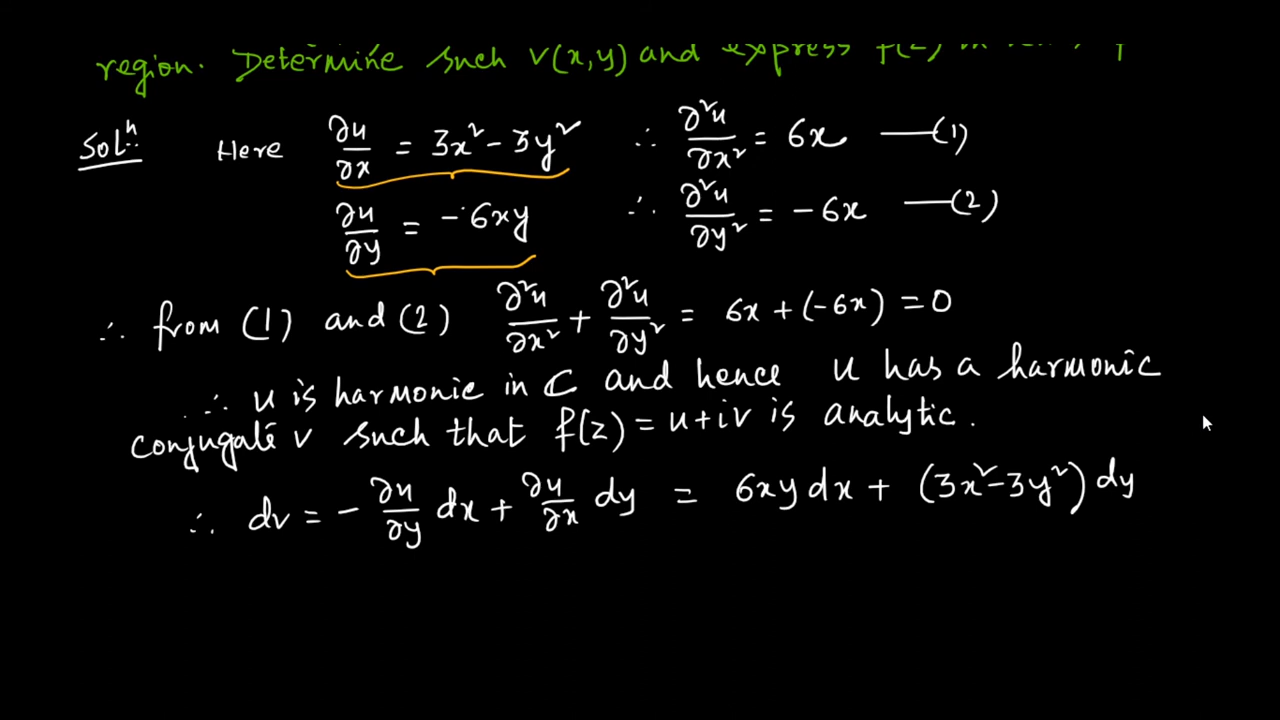 region. Determine such v(x,y) and express f(z) in
Solⁿ: Here ∂u/∂x = 3x² - 3y² ∴ ∂²u/∂x² = 6x —(1)
∂u/∂y = -6xy ∴ ∂²u/∂y² = -6x —(2)
∴ from (1) and (2) ∂²u/∂x² + ∂²u/∂y² = 6x + (-6x) = 0
∴ u is harmonic in C and hence u has a harmonic
conjugate v such that f(z) = u+iv is analytic.
∴ dv = - ∂u/∂y dx + ∂u/∂x dy = 6xy dx + (3x²-3y²) dy